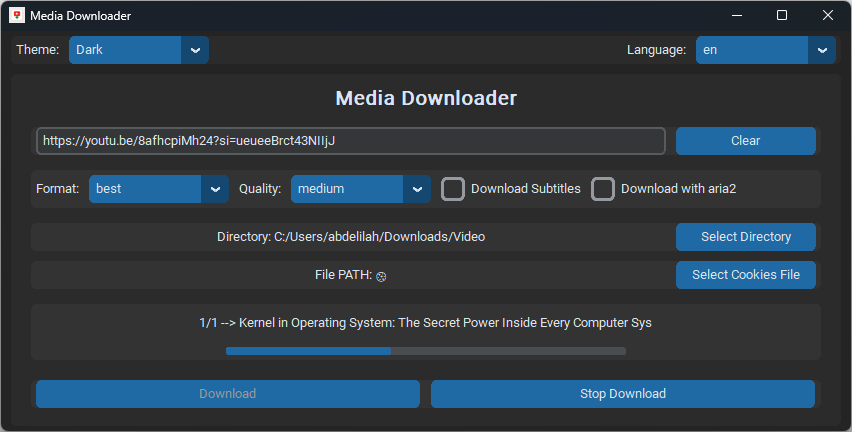 Media Downloader
Theme: Dark Language: en
Media Downloader
https://youtu.be/8afhcpiMh24?si=ueueeBrct43NIIjJ Clear
Format: best Quality: medium Download Subtitles Download with aria2
Directory: C:/Users/abdelilah/Downloads/Video Select Directory
File PATH: 🍪 Select Cookies File
1/1 --> Kernel in Operating System: The Secret Power Inside Every Computer Sys
Download Stop Download